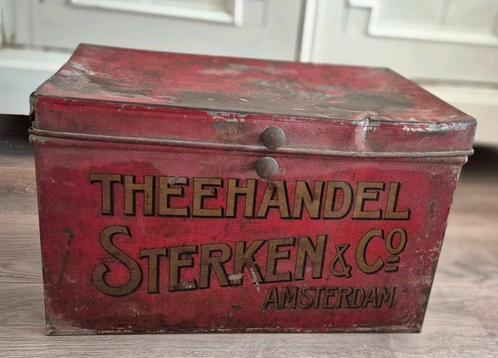 THEEHANDEL
STERKEN & Cº
AMSTERDAM